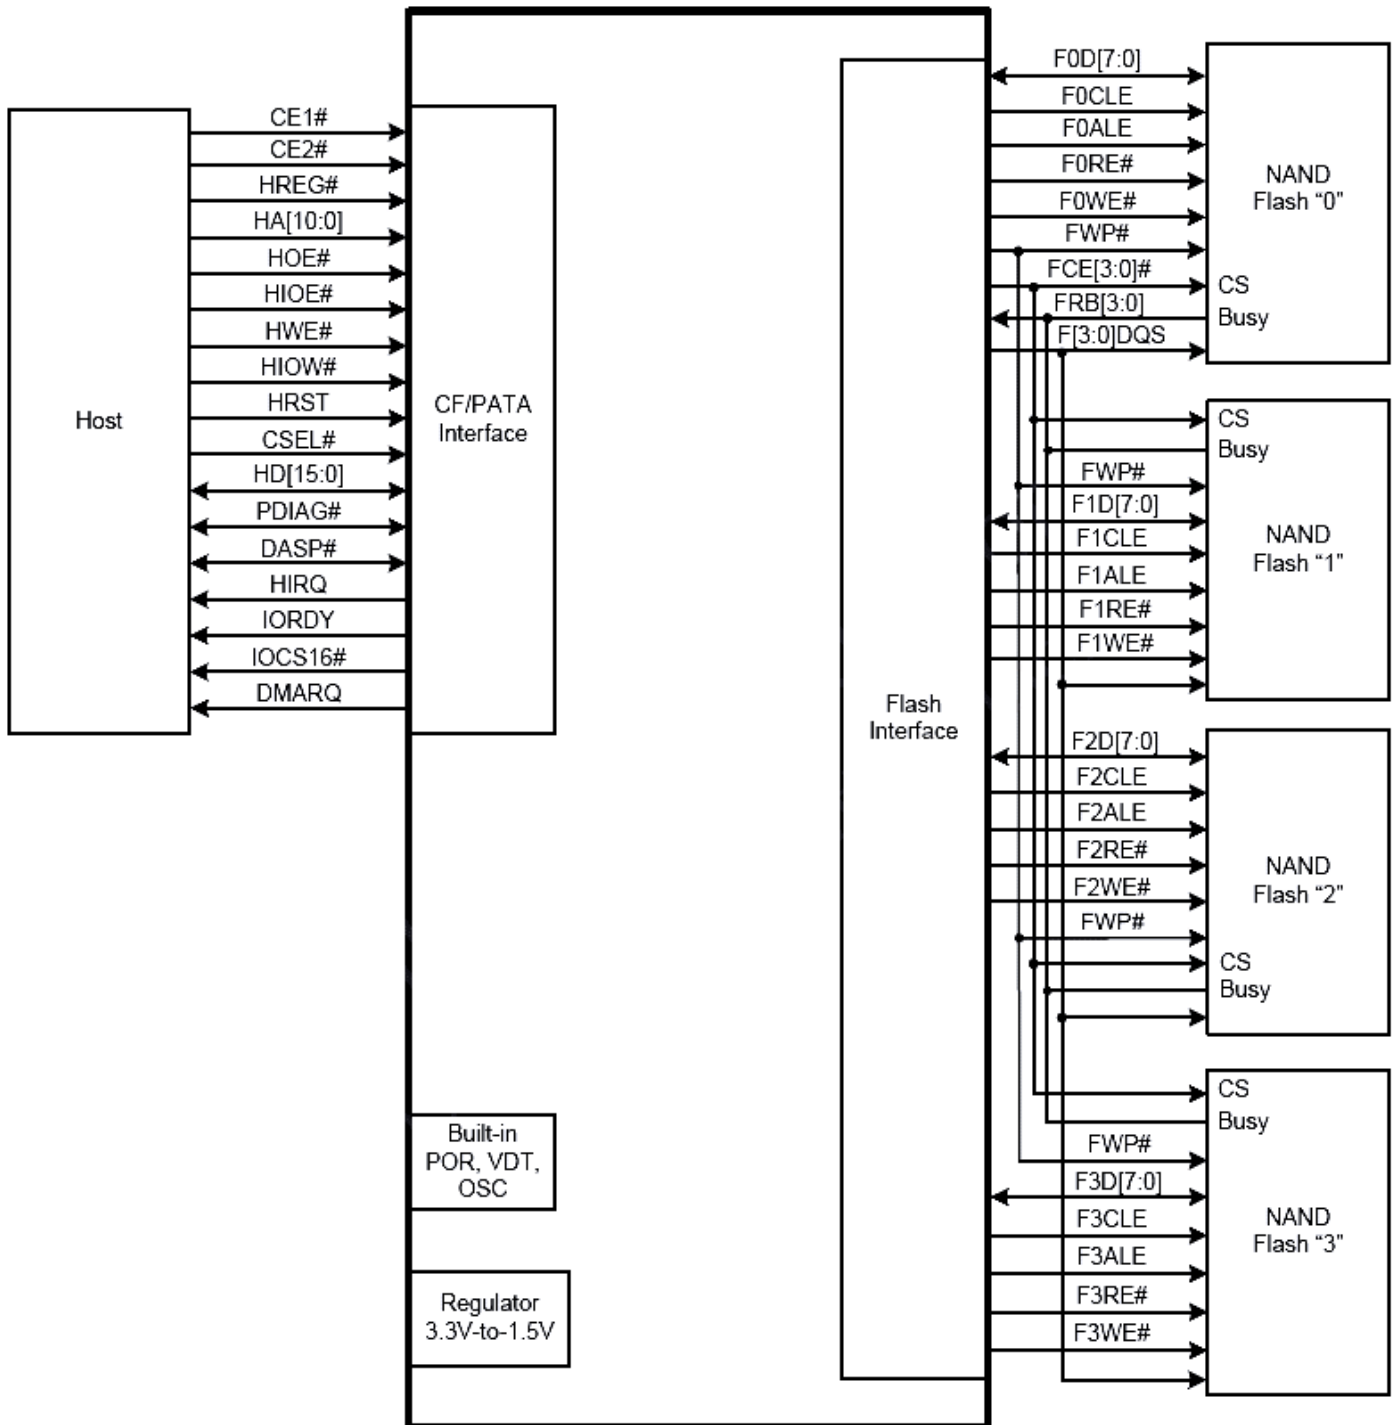 Host
CE1#
CE2#
HREG#
HA[10:0]
HOE#
HIOE#
HWE#
HIOW#
HRST
CSEL#
HD[15:0]
PDIAG#
DASP#
HIRQ
IORDY
IOCS16#
DMARQ
CF/PATA
Interface
Built-in
POR, VDT,
OSC
Regulator
3.3V-to-1.5V
Flash
Interface
F0D[7:0]
F0CLE
F0ALE
F0RE#
F0WE#
FWP#
FCE[3:0]#
FRB[3:0]
F[3:0]DQS
NAND
Flash “0”
CS
Busy
CS
Busy
FWP#
F1D[7:0]
F1CLE
F1ALE
F1RE#
F1WE#
NAND
Flash “1”
F2D[7:0]
F2CLE
F2ALE
F2RE#
F2WE#
FWP#
NAND
Flash “2”
CS
Busy
CS
Busy
FWP#
F3D[7:0]
F3CLE
F3ALE
F3RE#
F3WE#
NAND
Flash “3”